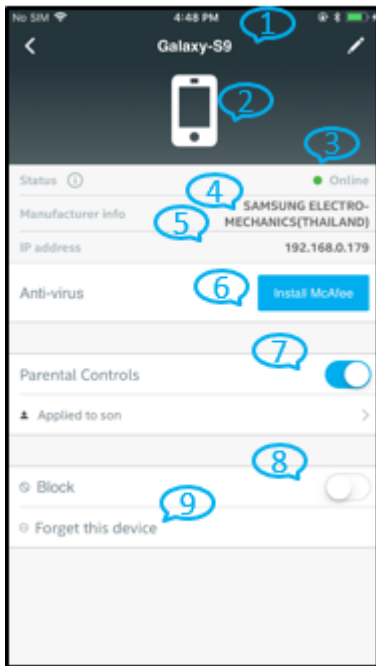 No SIM 4:48 PM
1
Galaxy-S9
2
3
Status Online
4
Manufacturer info SAMSUNG ELECTRO-
MECHANICS(THAILAND)
5
IP address 192.168.0.179
6
Anti-virus Install McAfee
7
Parental Controls
Applied to son
8
Block
9
Forget this device